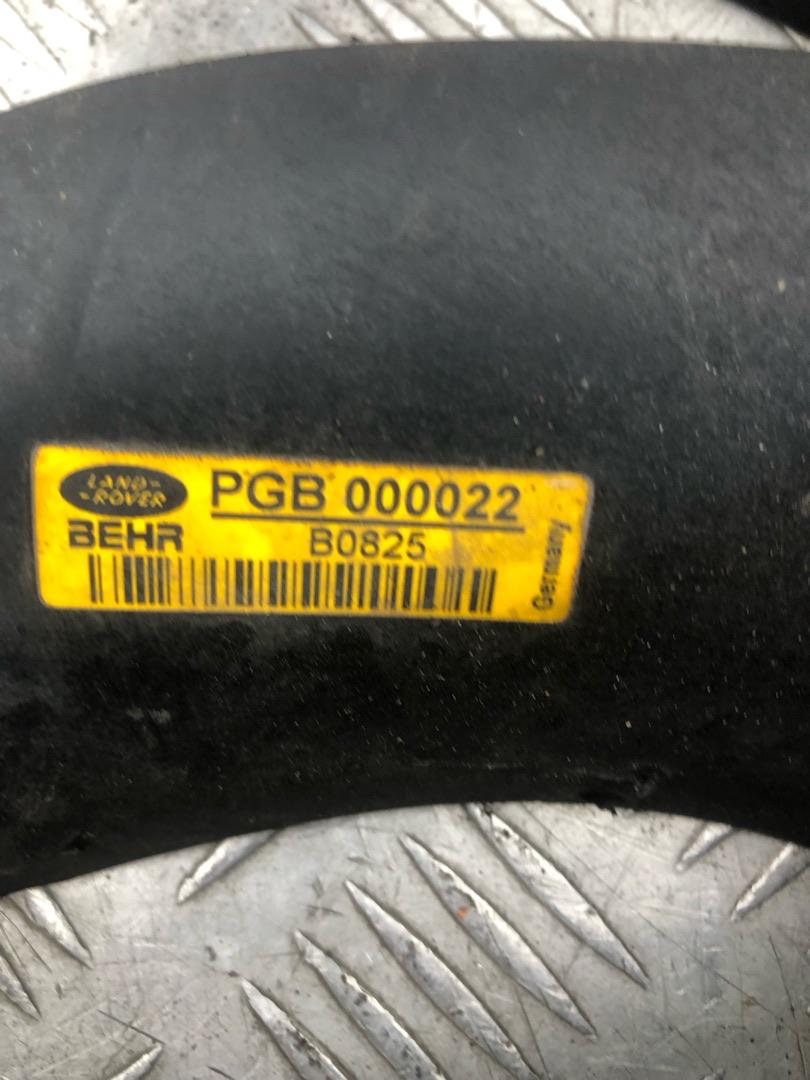 LAND-
-ROVER
PGB 000022
BEHR
B0825
Germany